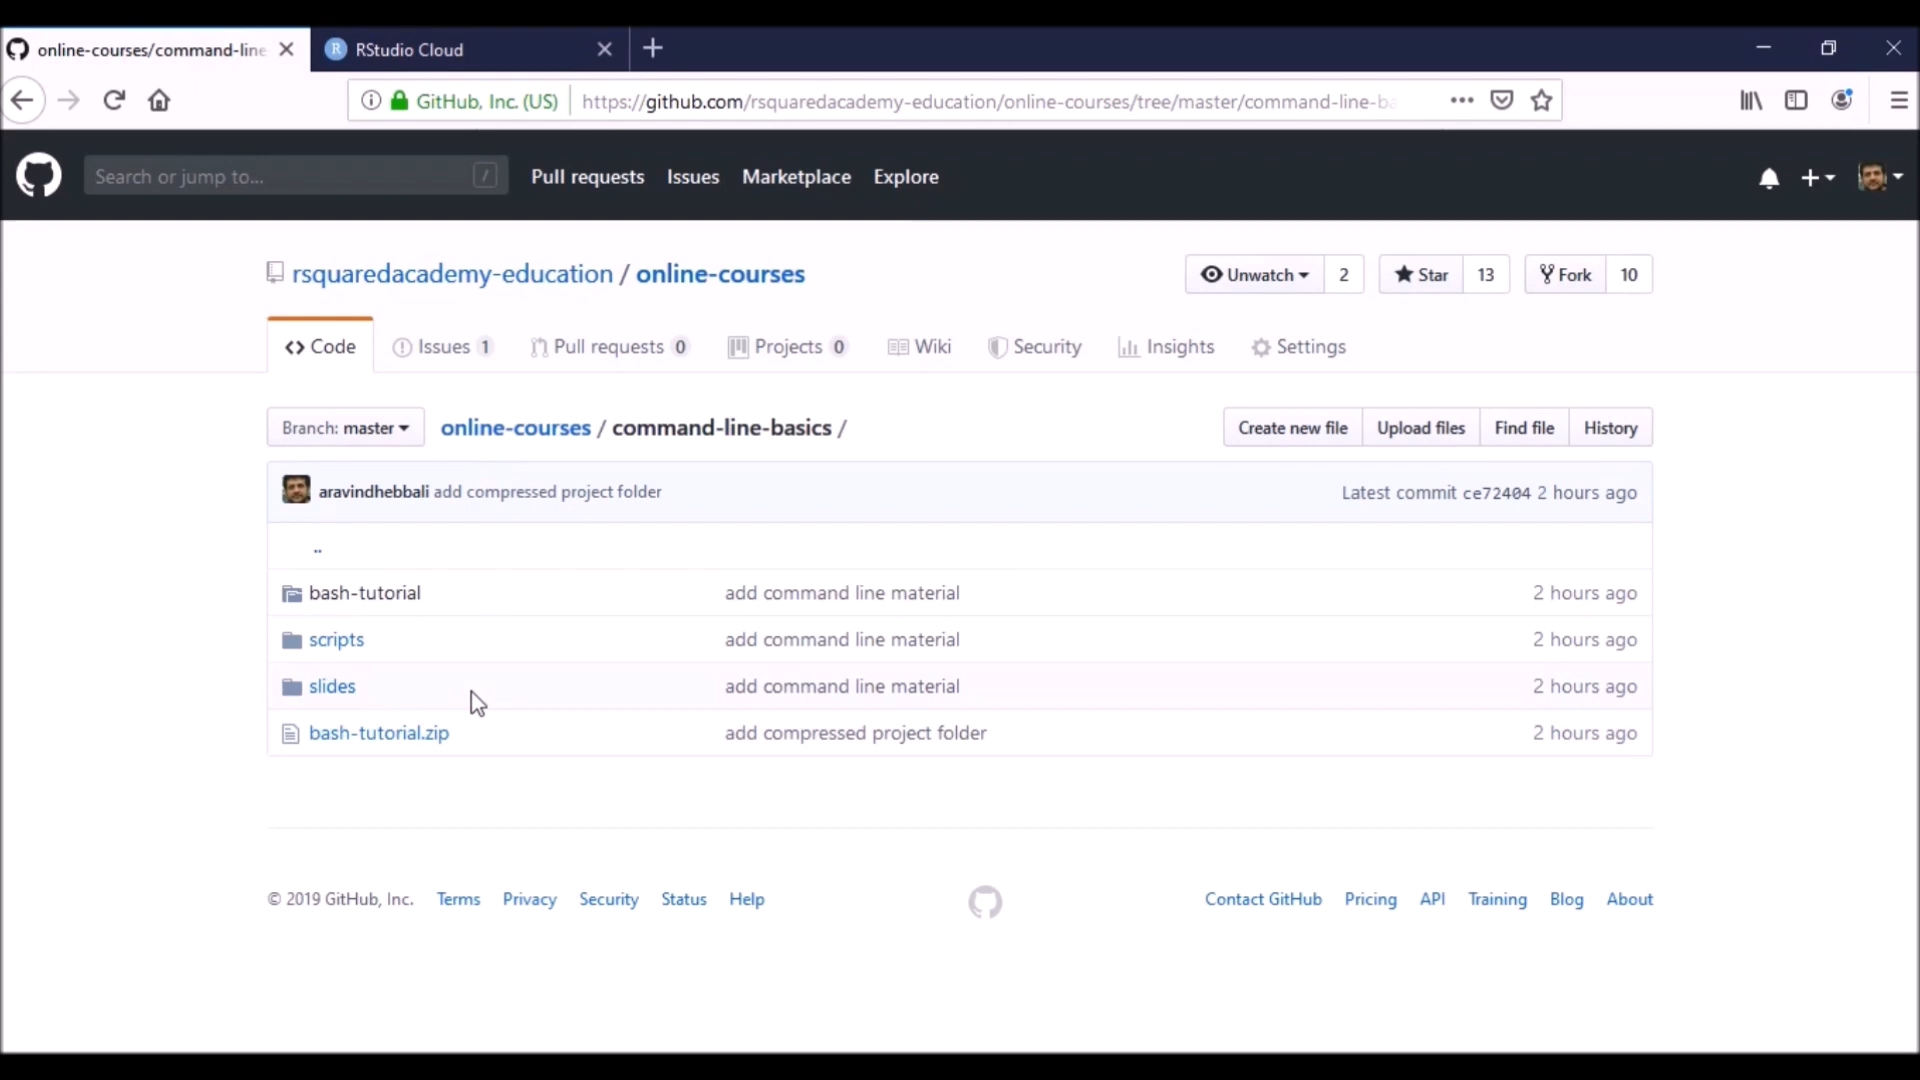 online-courses/command-line
RStudio Cloud
GitHub, Inc. (US)
https://github.com/rsquaredacademy-education/online-courses/tree/master/command-line-ba
Search or jump to... /
Pull requests Issues Marketplace Explore
rsquaredacademy-education / online-courses
Unwatch 2 Star 13 Fork 10
Code Issues 1 Pull requests 0 Projects 0 Wiki Security Insights Settings
Branch: master online-courses / command-line-basics /
Create new file Upload files Find file History
aravindhebbali add compressed project folder Latest commit ce72404 2 hours ago
..
bash-tutorial add command line material 2 hours ago
scripts add command line material 2 hours ago
slides add command line material 2 hours ago
bash-tutorial.zip add compressed project folder 2 hours ago
© 2019 GitHub, Inc. Terms Privacy Security Status Help Contact GitHub Pricing API Training Blog About